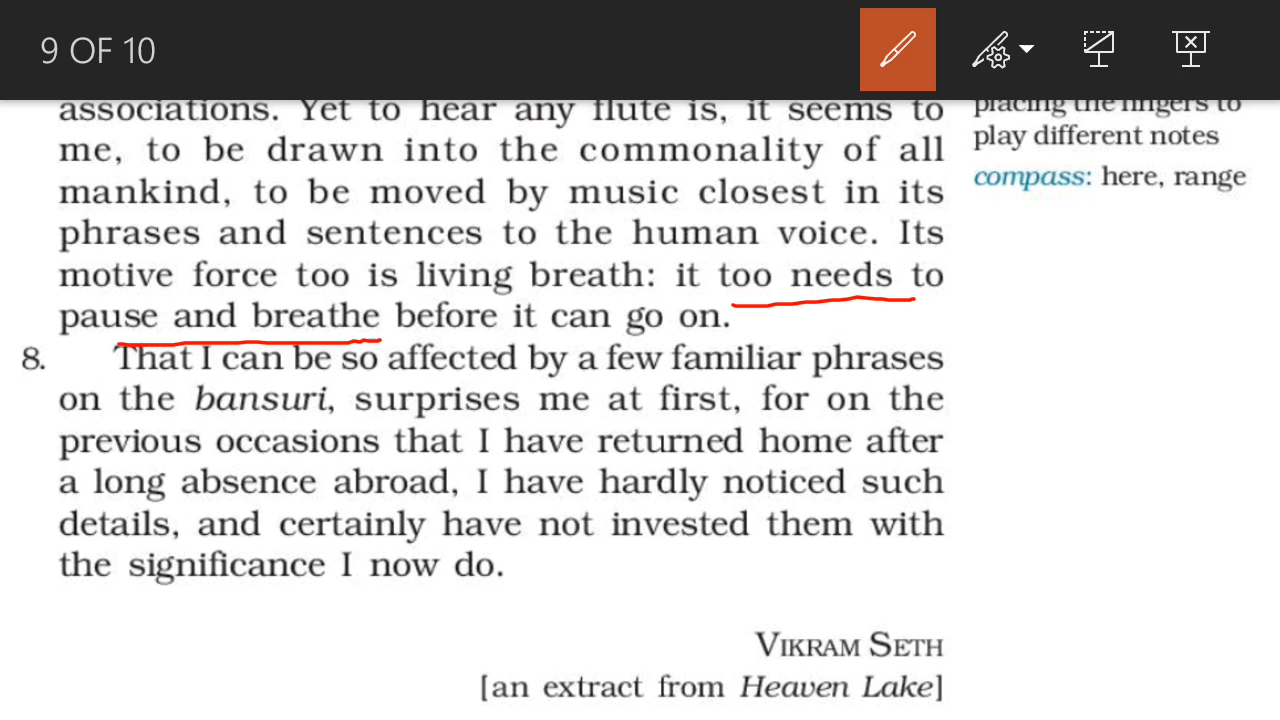 9 OF 10
associations. Yet to hear any flute is, it seems to
me, to be drawn into the commonality of all
mankind, to be moved by music closest in its
phrases and sentences to the human voice. Its
motive force too is living breath: it too needs to
pause and breathe before it can go on.
8. That I can be so affected by a few familiar phrases
on the bansuri, surprises me at first, for on the
previous occasions that I have returned home after
a long absence abroad, I have hardly noticed such
details, and certainly have not invested them with
the significance I now do.
VIKRAM SETH
[an extract from Heaven Lake]
placing the fingers to
play different notes
compass: here, range